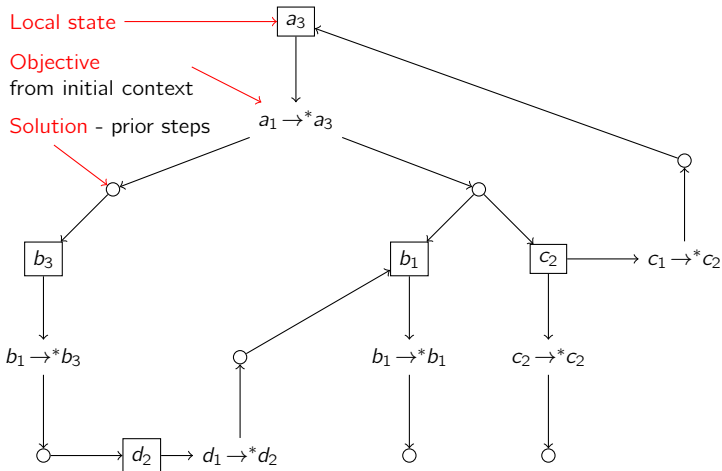 Local state
a₃
Objective
from initial context
a₁ →* a₃
Solution - prior steps
b₃
b₁
c₂
c₁ →* c₂
b₁ →* b₃
b₁ →* b₁
c₂ →* c₂
d₂
d₁ →* d₂